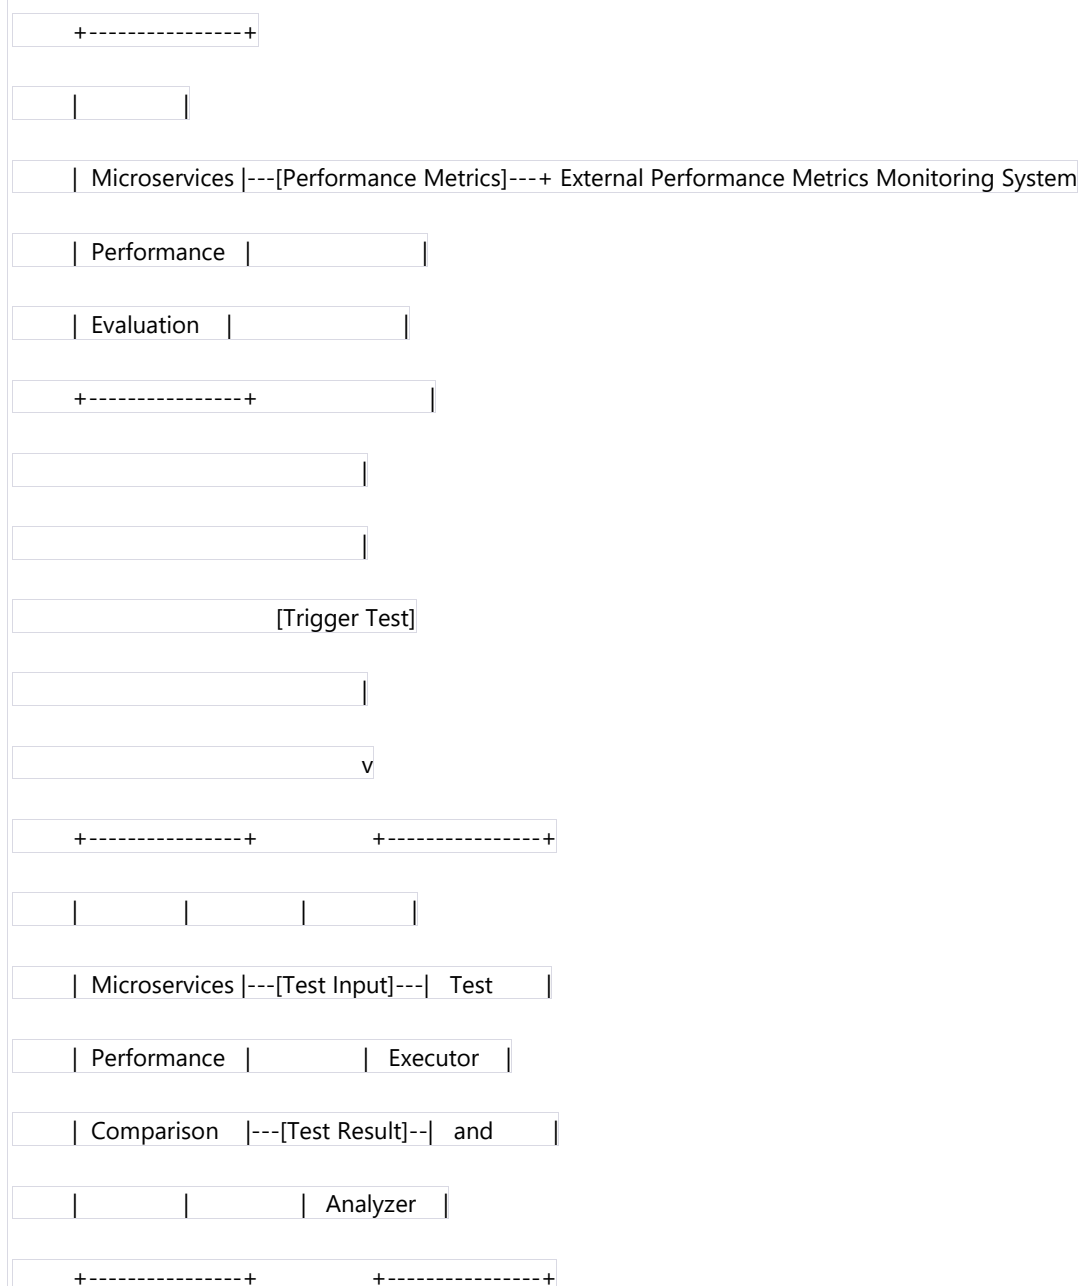 +----------------+
| |
| Microservices |---[Performance Metrics]---+ External Performance Metrics Monitoring System
| Performance | |
| Evaluation | |
+----------------+ |
|
|
[Trigger Test]
|
v
+----------------+ +----------------+
| | | |
| Microservices |---[Test Input]---| Test |
| Performance | | Executor |
| Comparison |---[Test Result]--| and |
| | | Analyzer |
+----------------+ +----------------+